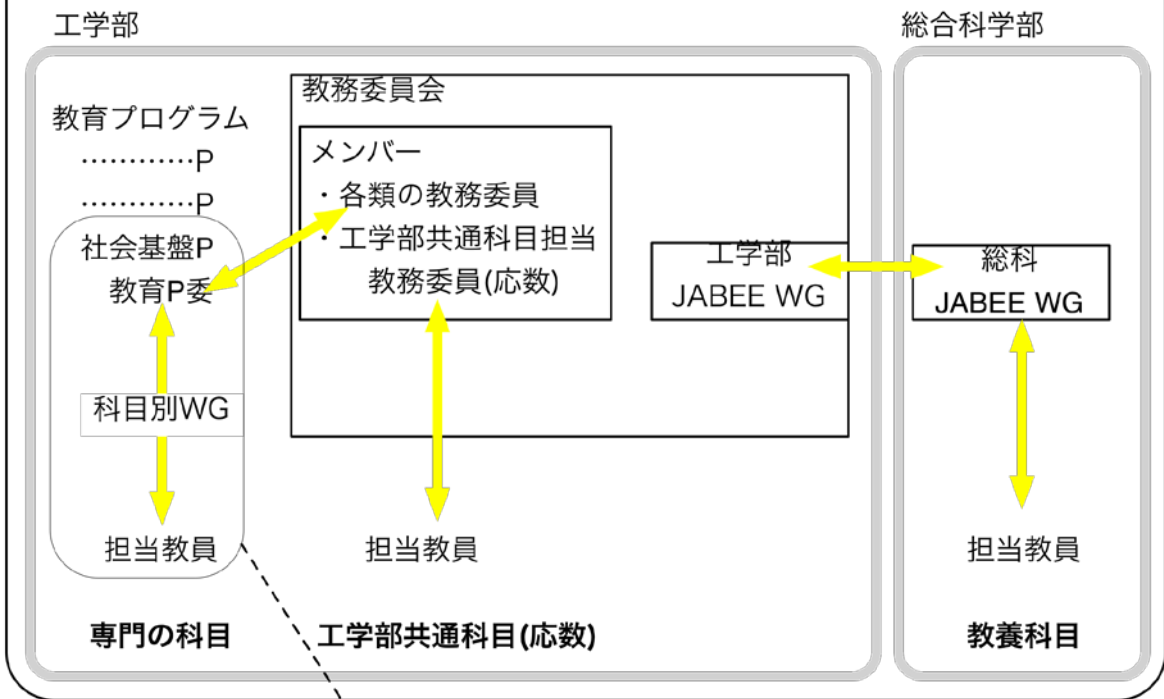 工学部
総合科学部
教育プログラム
…………P
…………P
社会基盤P
教育P委
科目別WG
担当教員
専門の科目
教務委員会
メンバー
・各類の教務委員
・工学部共通科目担当
教務委員(応数)
担当教員
工学部共通科目(応数)
工学部
JABEE WG
総科
JABEE WG
担当教員
教養科目